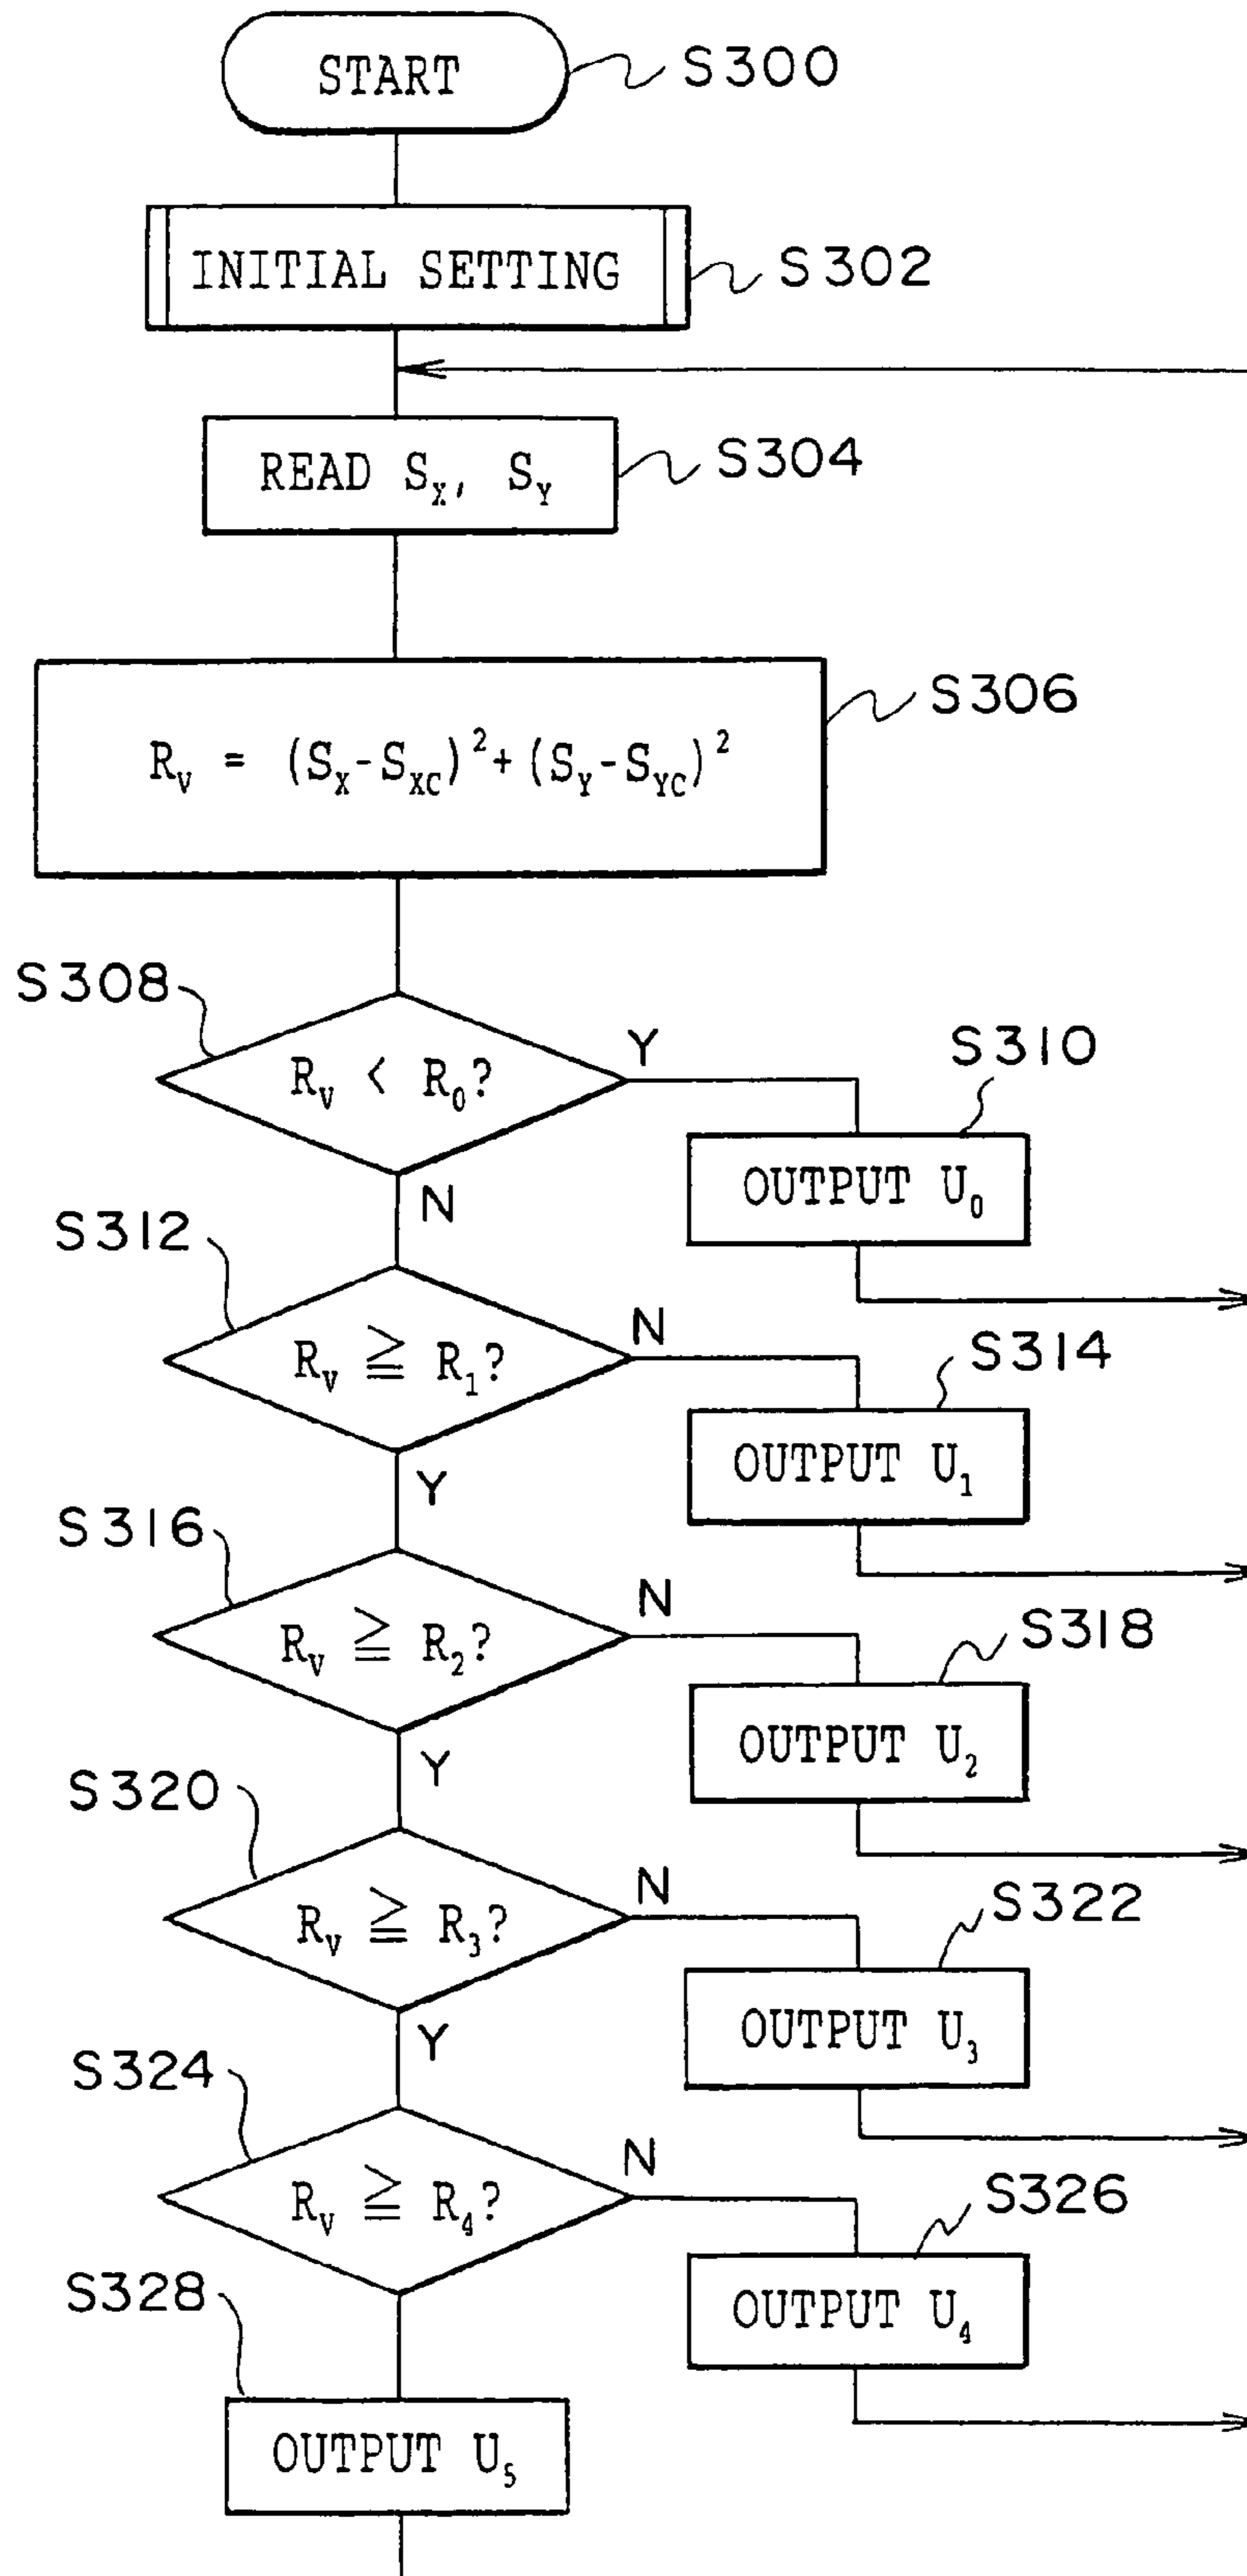 START
S300
INITIAL SETTING
S302
READ S_X, S_Y
S304
S306
R_V = (S_X-S_XC)²+(S_Y-S_YC)²
S308
R_V < R_0?
Y
S310
OUTPUT U_0
N
S312
R_V ≧ R_1?
N
S314
OUTPUT U_1
Y
S316
R_V ≧ R_2?
N
S318
OUTPUT U_2
Y
S320
R_V ≧ R_3?
N
S322
OUTPUT U_3
Y
S324
R_V ≧ R_4?
N
S326
OUTPUT U_4
S328
OUTPUT U_5